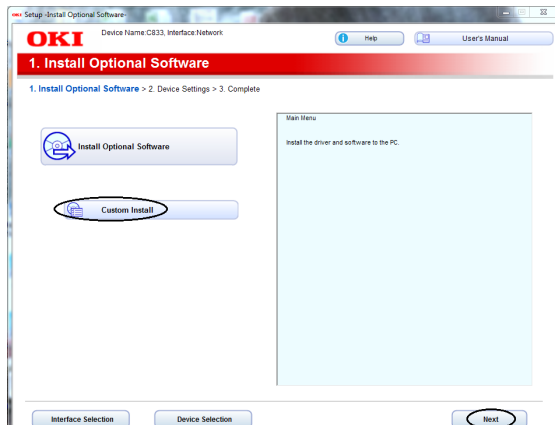 OKI Setup -Install Optional Software-
OKI
Device Name:C833, Interface:Network
Help
User's Manual
1. Install Optional Software
1. Install Optional Software > 2. Device Settings > 3. Complete
Install Optional Software
Custom Install
Main Menu
Install the driver and software to the PC.
Interface Selection
Device Selection
Next